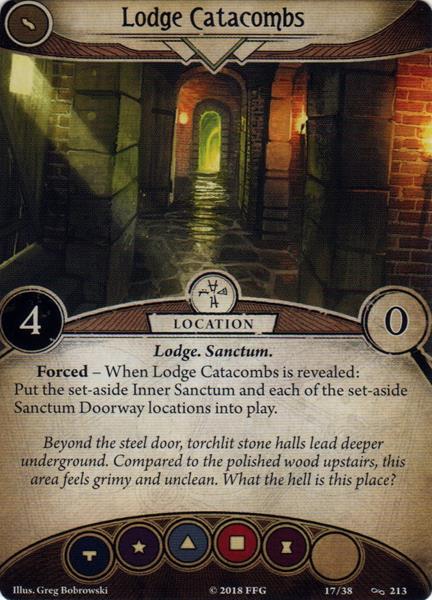 Lodge Catacombs
4
LOCATION
0
Lodge. Sanctum.
Forced – When Lodge Catacombs is revealed:
Put the set-aside Inner Sanctum and each of the set-aside
Sanctum Doorway locations into play.
Beyond the steel door, torchlit stone halls lead deeper
underground. Compared to the polished wood upstairs, this
area feels grimy and unclean. What the hell is this place?
Illus. Greg Bobrowski
© 2018 FFG
17/38
213